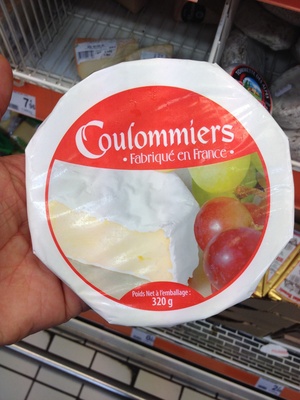 Coulommiers
• Fabriqué en France •
Poids Net à l'emballage :
320 g